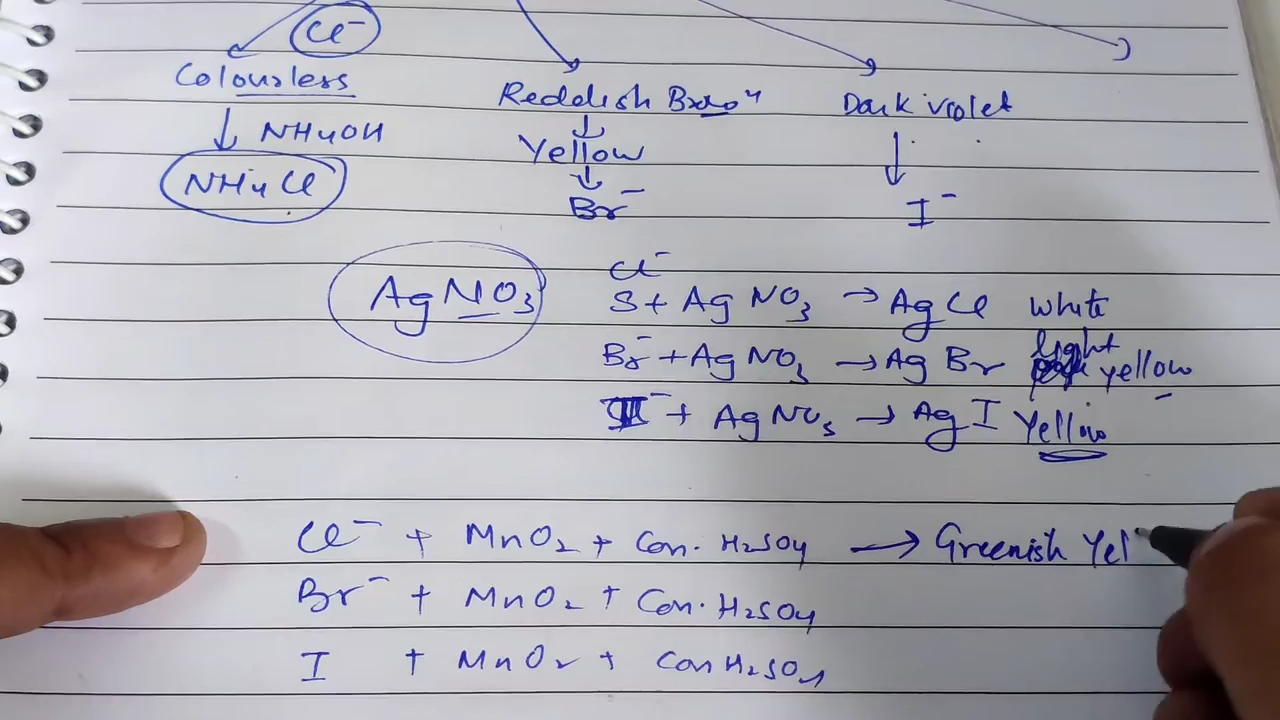 Cl⁻
Colourless Reddish Brown Dark violet
NH4OH
Yellow
NH4Cl
Br⁻ I⁻
Cl⁻
AgNO3 S + AgNO3 → AgCl white
light
Br⁻ + AgNO3 → AgBr yellow
I⁻ + AgNO3 → AgI Yellow
Cl⁻ + MnO2 + Con. H2SO4 → Greenish Yel
Br⁻ + MnO2 + Con. H2SO4
I + MnO2 + Con H2SO4